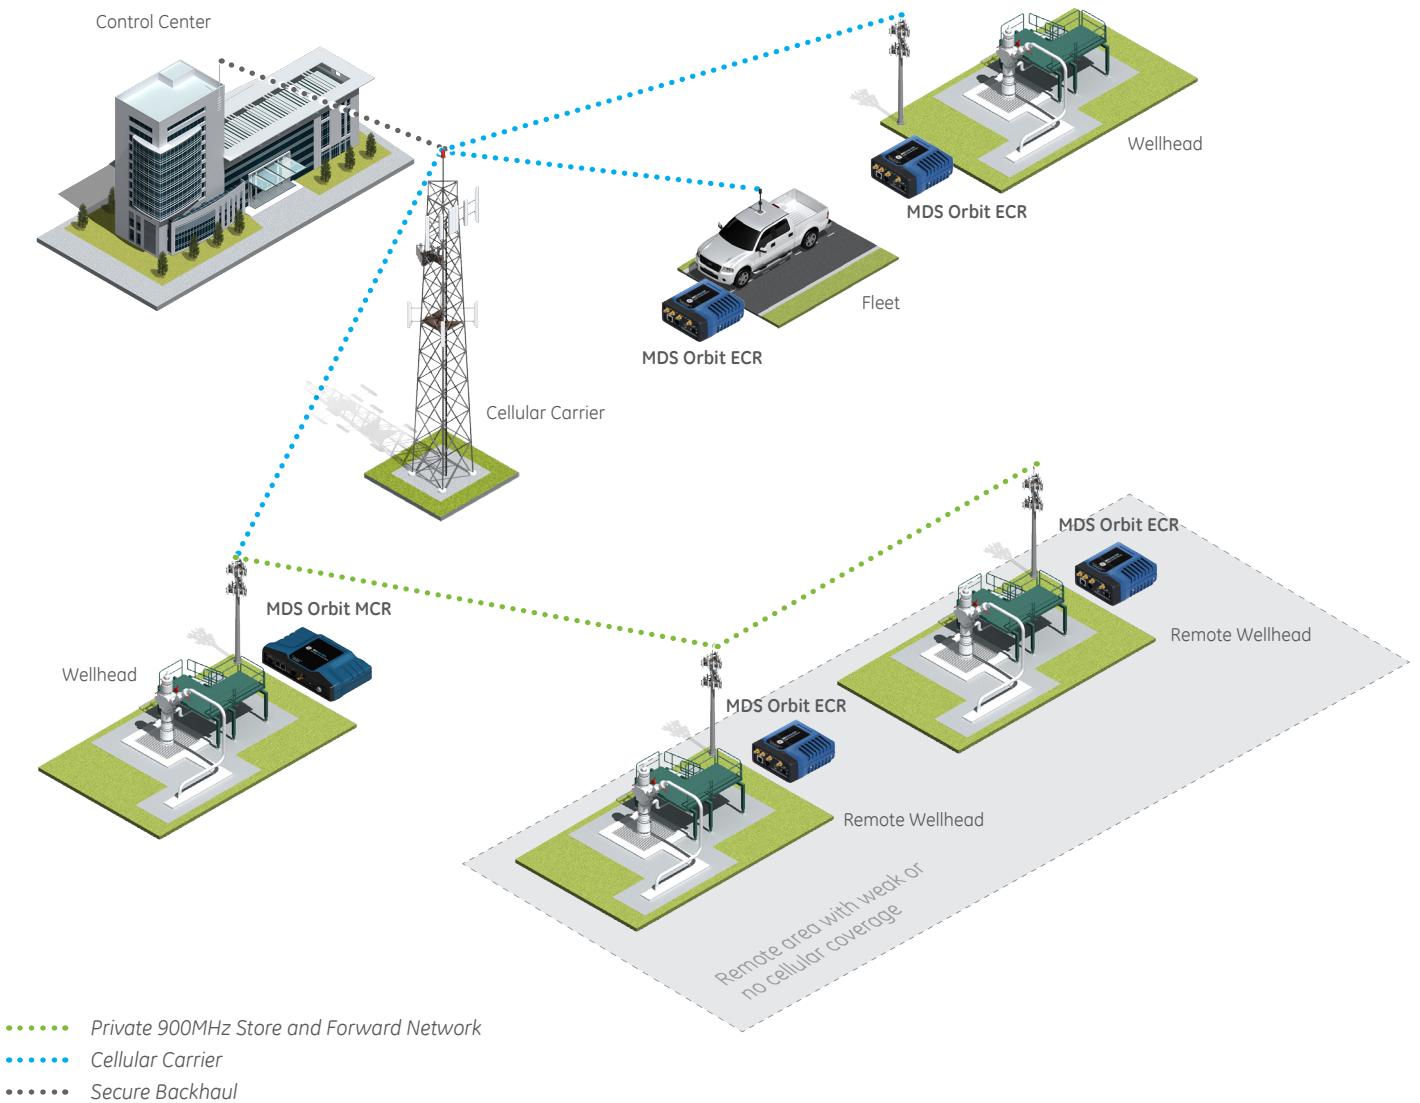 Control Center
Wellhead
MDS Orbit ECR
Fleet
MDS Orbit ECR
Cellular Carrier
MDS Orbit ECR
Remote Wellhead
MDS Orbit MCR
Wellhead
MDS Orbit ECR
Remote Wellhead
Remote area with weak or
no cellular coverage
Private 900MHz Store and Forward Network
Cellular Carrier
Secure Backhaul